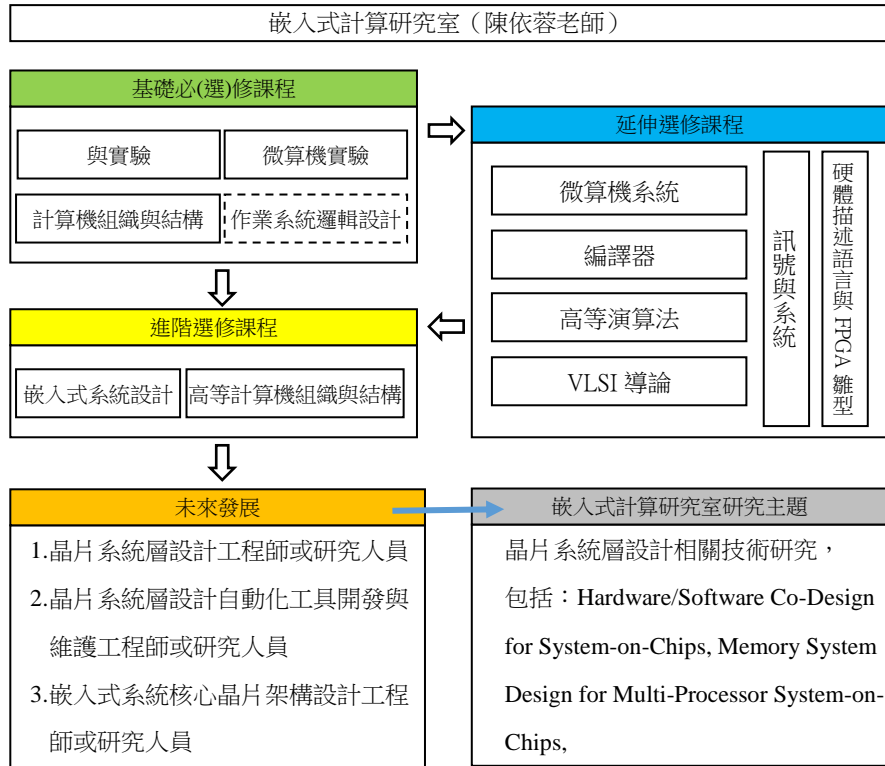 嵌入式計算研究室（陳依蓉老師）
基礎必(選)修課程
與實驗
微算機實驗
計算機組織與結構
作業系統邏輯設計
延伸選修課程
微算機系統
編譯器
高等演算法
VLSI 導論
訊號與系統
硬體描述語言與 FPGA 雛型
進階選修課程
嵌入式系統設計
高等計算機組織與結構
未來發展
1.晶片系統層設計工程師或研究人員
2.晶片系統層設計自動化工具開發與
維護工程師或研究人員
3.嵌入式系統核心晶片架構設計工程
師或研究人員
嵌入式計算研究室研究主題
晶片系統層設計相關技術研究，
包括：Hardware/Software Co-Design
for System-on-Chips, Memory System
Design for Multi-Processor System-on-
Chips,